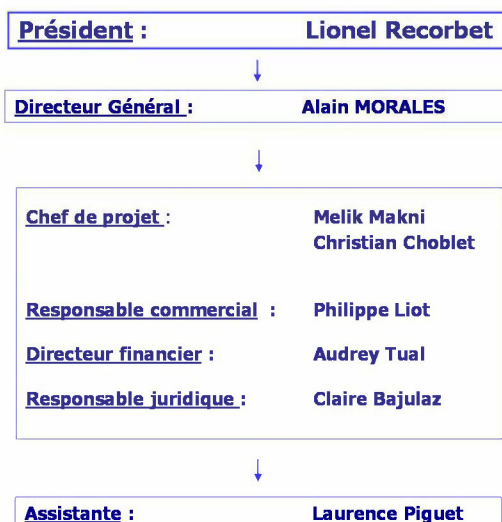 Président : Lionel Recorbet
Directeur Général : Alain MORALES
Chef de projet : Melik Makni
Christian Choblet
Responsable commercial : Philippe Liot
Directeur financier : Audrey Tual
Responsable juridique : Claire Bajulaz
Assistante : Laurence Piguet